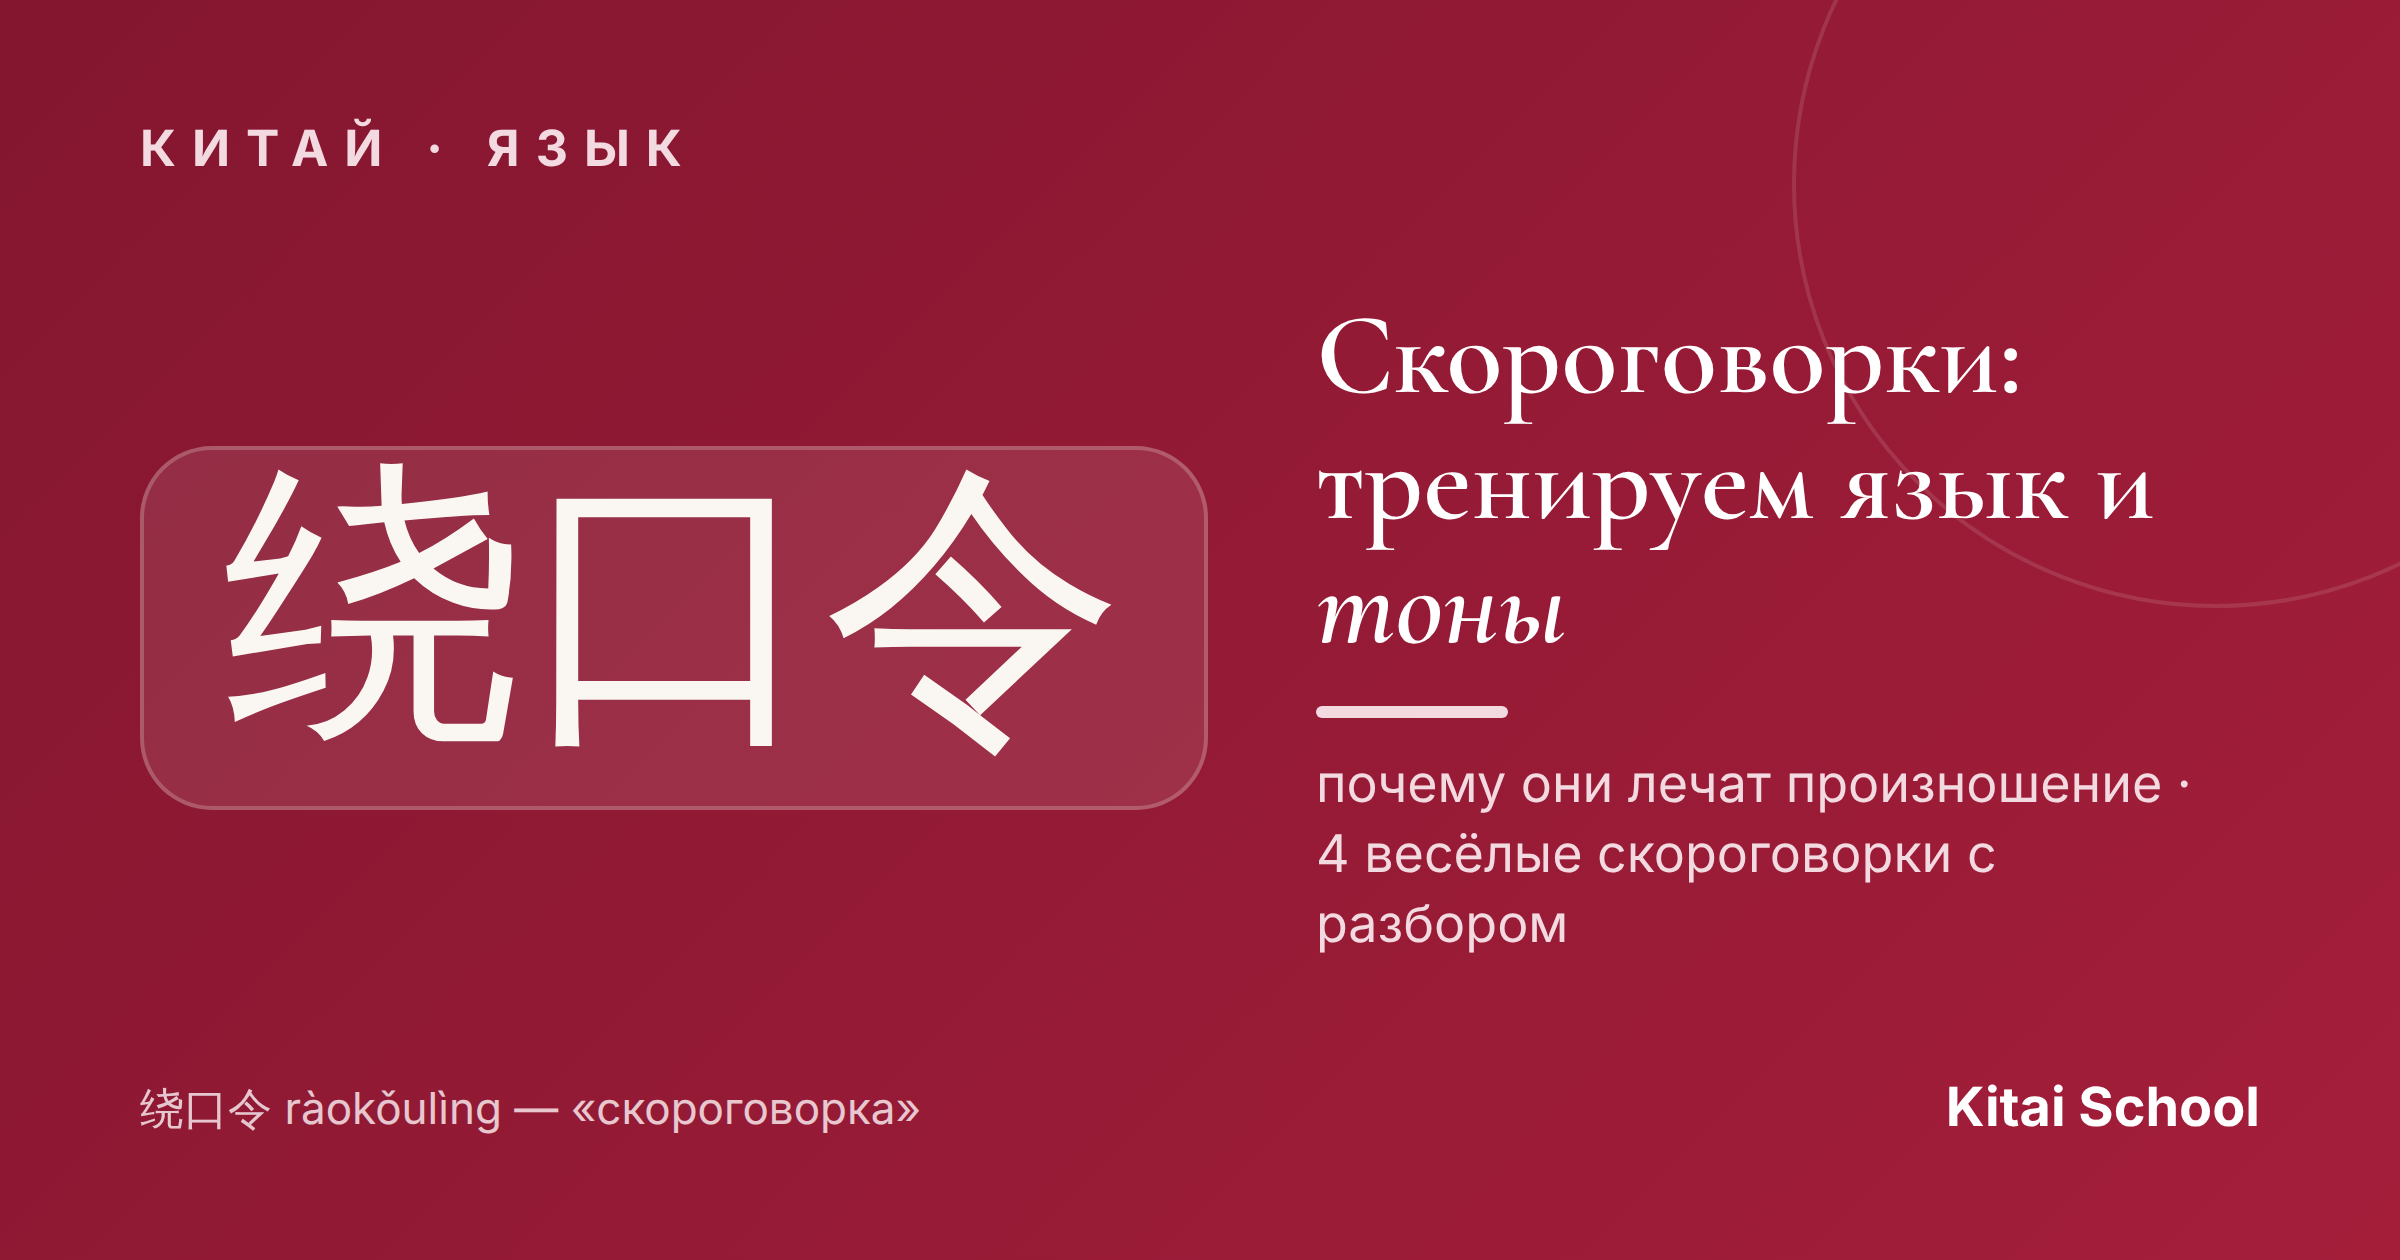 КИТАЙ · ЯЗЫК
绕口令
Скороговорки:
тренируем язык и
тоны
почему они лечат произношение ·
4 весёлые скороговорки с
разбором
绕口令 ràokǒulìng — «скороговорка»
Kitai School